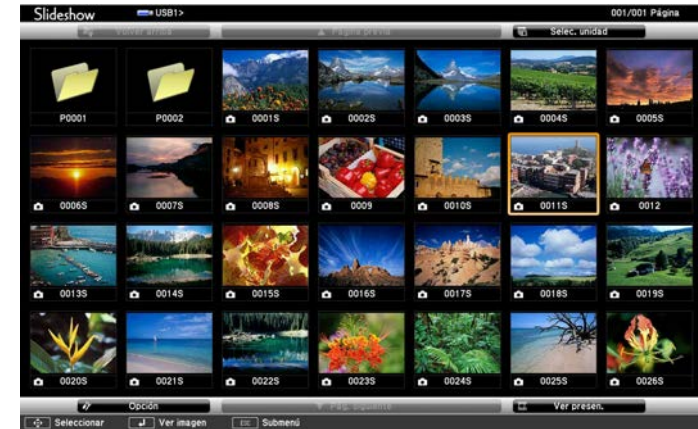 Slideshow USB1> 001/001 Página
Volver arriba Página previa Selec. unidad
P0001 P0002 0001S 0002S 0003S 0004S 0005S
0006S 0007S 0008S 0009 0010S 0011S 0012
0013S 0014S 0015S 0016S 0017S 0018S 0019S
0020S 0021S 0022S 0023S 0024S 0025S 0026S
Opción Pág. siguiente Ver presen.
Seleccionar Ver imagen Esc Submenú